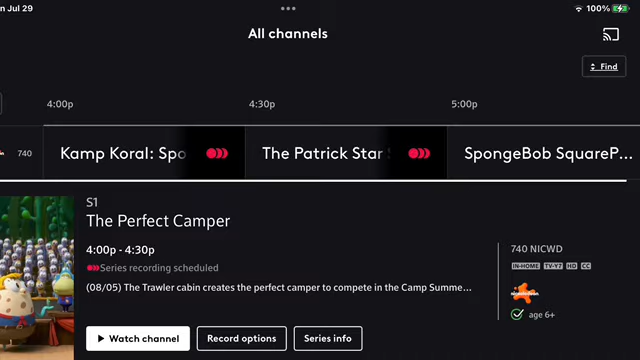 n Jul 29
100%
All channels
Find
4:00p
4:30p
5:00p
740
Kamp Koral: Spo
The Patrick Star
SpongeBob SquareP...
S1
The Perfect Camper
4:00p - 4:30p
Series recording scheduled
(08/05) The Trawler cabin creates the perfect camper to compete in the Camp Summe...
740 NICWD
IN-HOME TV-Y7 HD CC
nickelodeon
age 6+
Watch channel
Record options
Series info